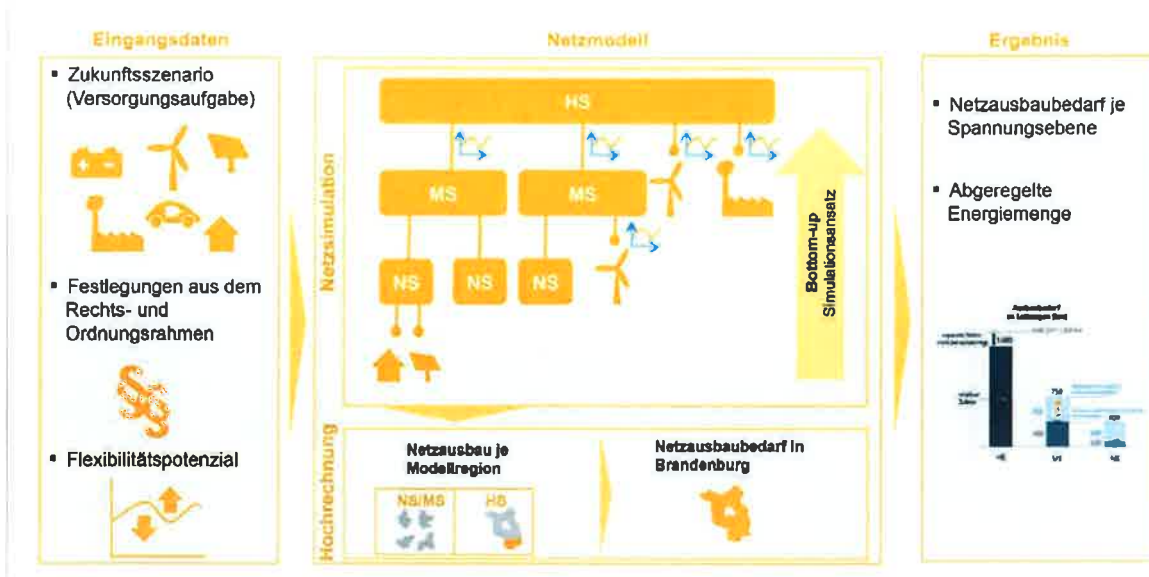 Eingangsdaten
Zukunftsszenario
(Versorgungsaufgabe)
Festlegungen aus dem
Rechts- und
Ordnungsrahmen
Flexibilitätspotenzial
Netzmodell
Netzsimulation
HS
MS
MS
NS
NS
NS
Bottom-up
Simulationsansatz
Hochrechnung
Netzausbau je
Modellregion
NS/MS
HS
Netzausbaubedarf in
Brandenburg
Ergebnis
Netzausbaubedarf je
Spannungsebene
Abgeregelte
Energiemenge